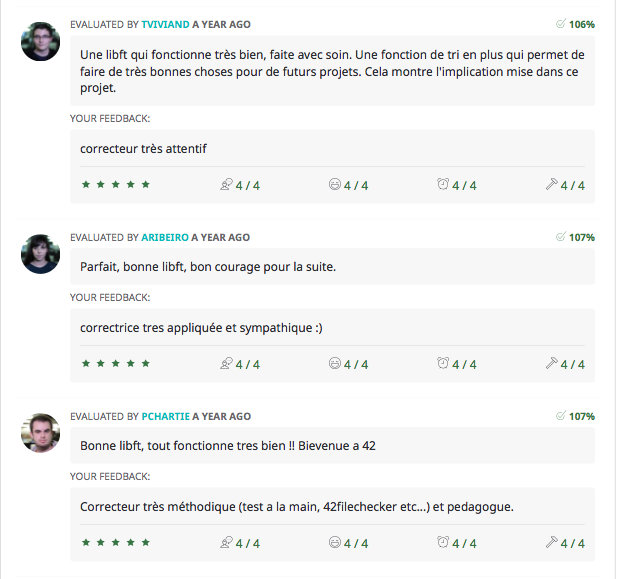 EVALUATED BY TVIVIAND A YEAR AGO 106%
Une libft qui fonctionne très bien, faite avec soin. Une fonction de tri en plus qui permet de
faire de très bonnes choses pour de futurs projets. Cela montre l'implication mise dans ce
projet.
YOUR FEEDBACK:
correcteur très attentif
4 / 4 4 / 4 4 / 4 4 / 4
EVALUATED BY ARIBEIRO A YEAR AGO 107%
Parfait, bonne libft, bon courage pour la suite.
YOUR FEEDBACK:
correctrice tres appliquée et sympathique :)
4 / 4 4 / 4 4 / 4 4 / 4
EVALUATED BY PCHARTIE A YEAR AGO 107%
Bonne libft, tout fonctionne tres bien !! Bievenue a 42
YOUR FEEDBACK:
Correcteur très méthodique (test a la main, 42filechecker etc...) et pedagogue.
4 / 4 4 / 4 4 / 4 4 / 4